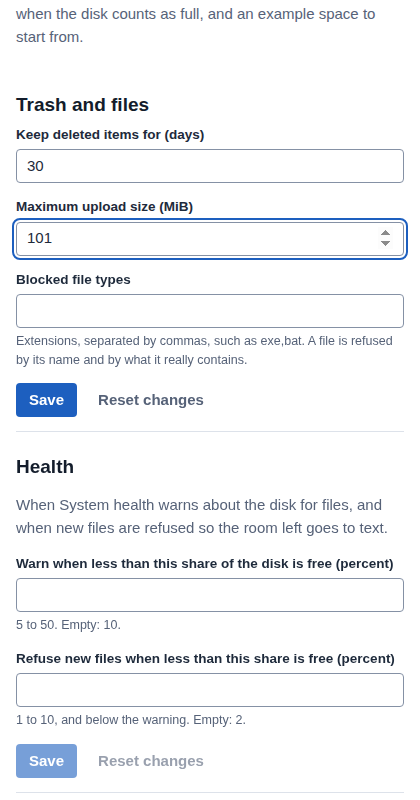 when the disk counts as full, and an example space to
start from.
Trash and files
Keep deleted items for (days)
30
Maximum upload size (MiB)
101
Blocked file types
Extensions, separated by commas, such as exe,bat. A file is refused
by its name and by what it really contains.
Save Reset changes
Health
When System health warns about the disk for files, and
when new files are refused so the room left goes to text.
Warn when less than this share of the disk is free (percent)
5 to 50. Empty: 10.
Refuse new files when less than this share is free (percent)
1 to 10, and below the warning. Empty: 2.
Save Reset changes